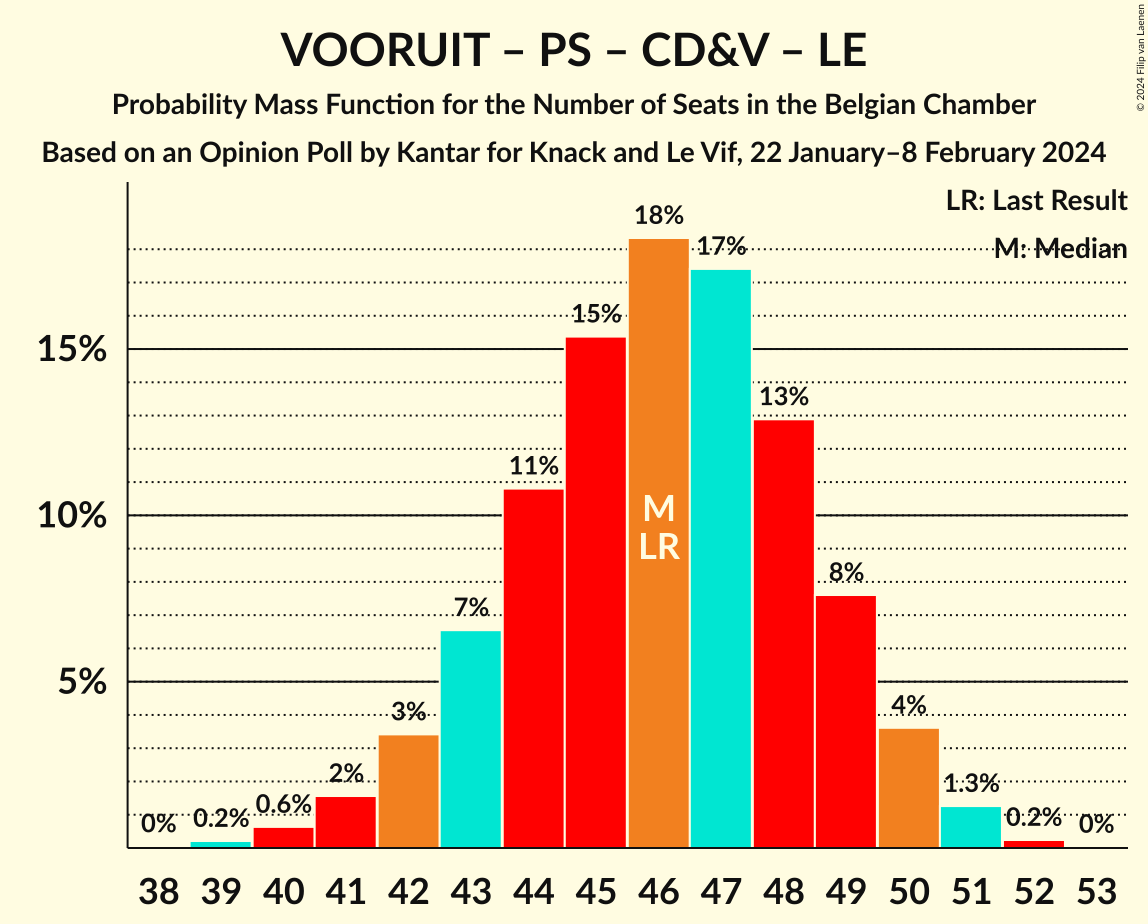 VOORUIT – PS – CD&V – LE
Probability Mass Function for the Number of Seats in the Belgian Chamber
Based on an Opinion Poll by Kantar for Knack and Le Vif, 22 January–8 February 2024
© 2024 Filip van Laenen
LR: Last Result
M: Median
18%
17%
15%
15%
13%
11%
10%
M
LR
8%
7%
5%
4%
3%
2%
1.3%
0.6%
0.2%
0.2%
0%
0%
38 39 40 41 42 43 44 45 46 47 48 49 50 51 52 53